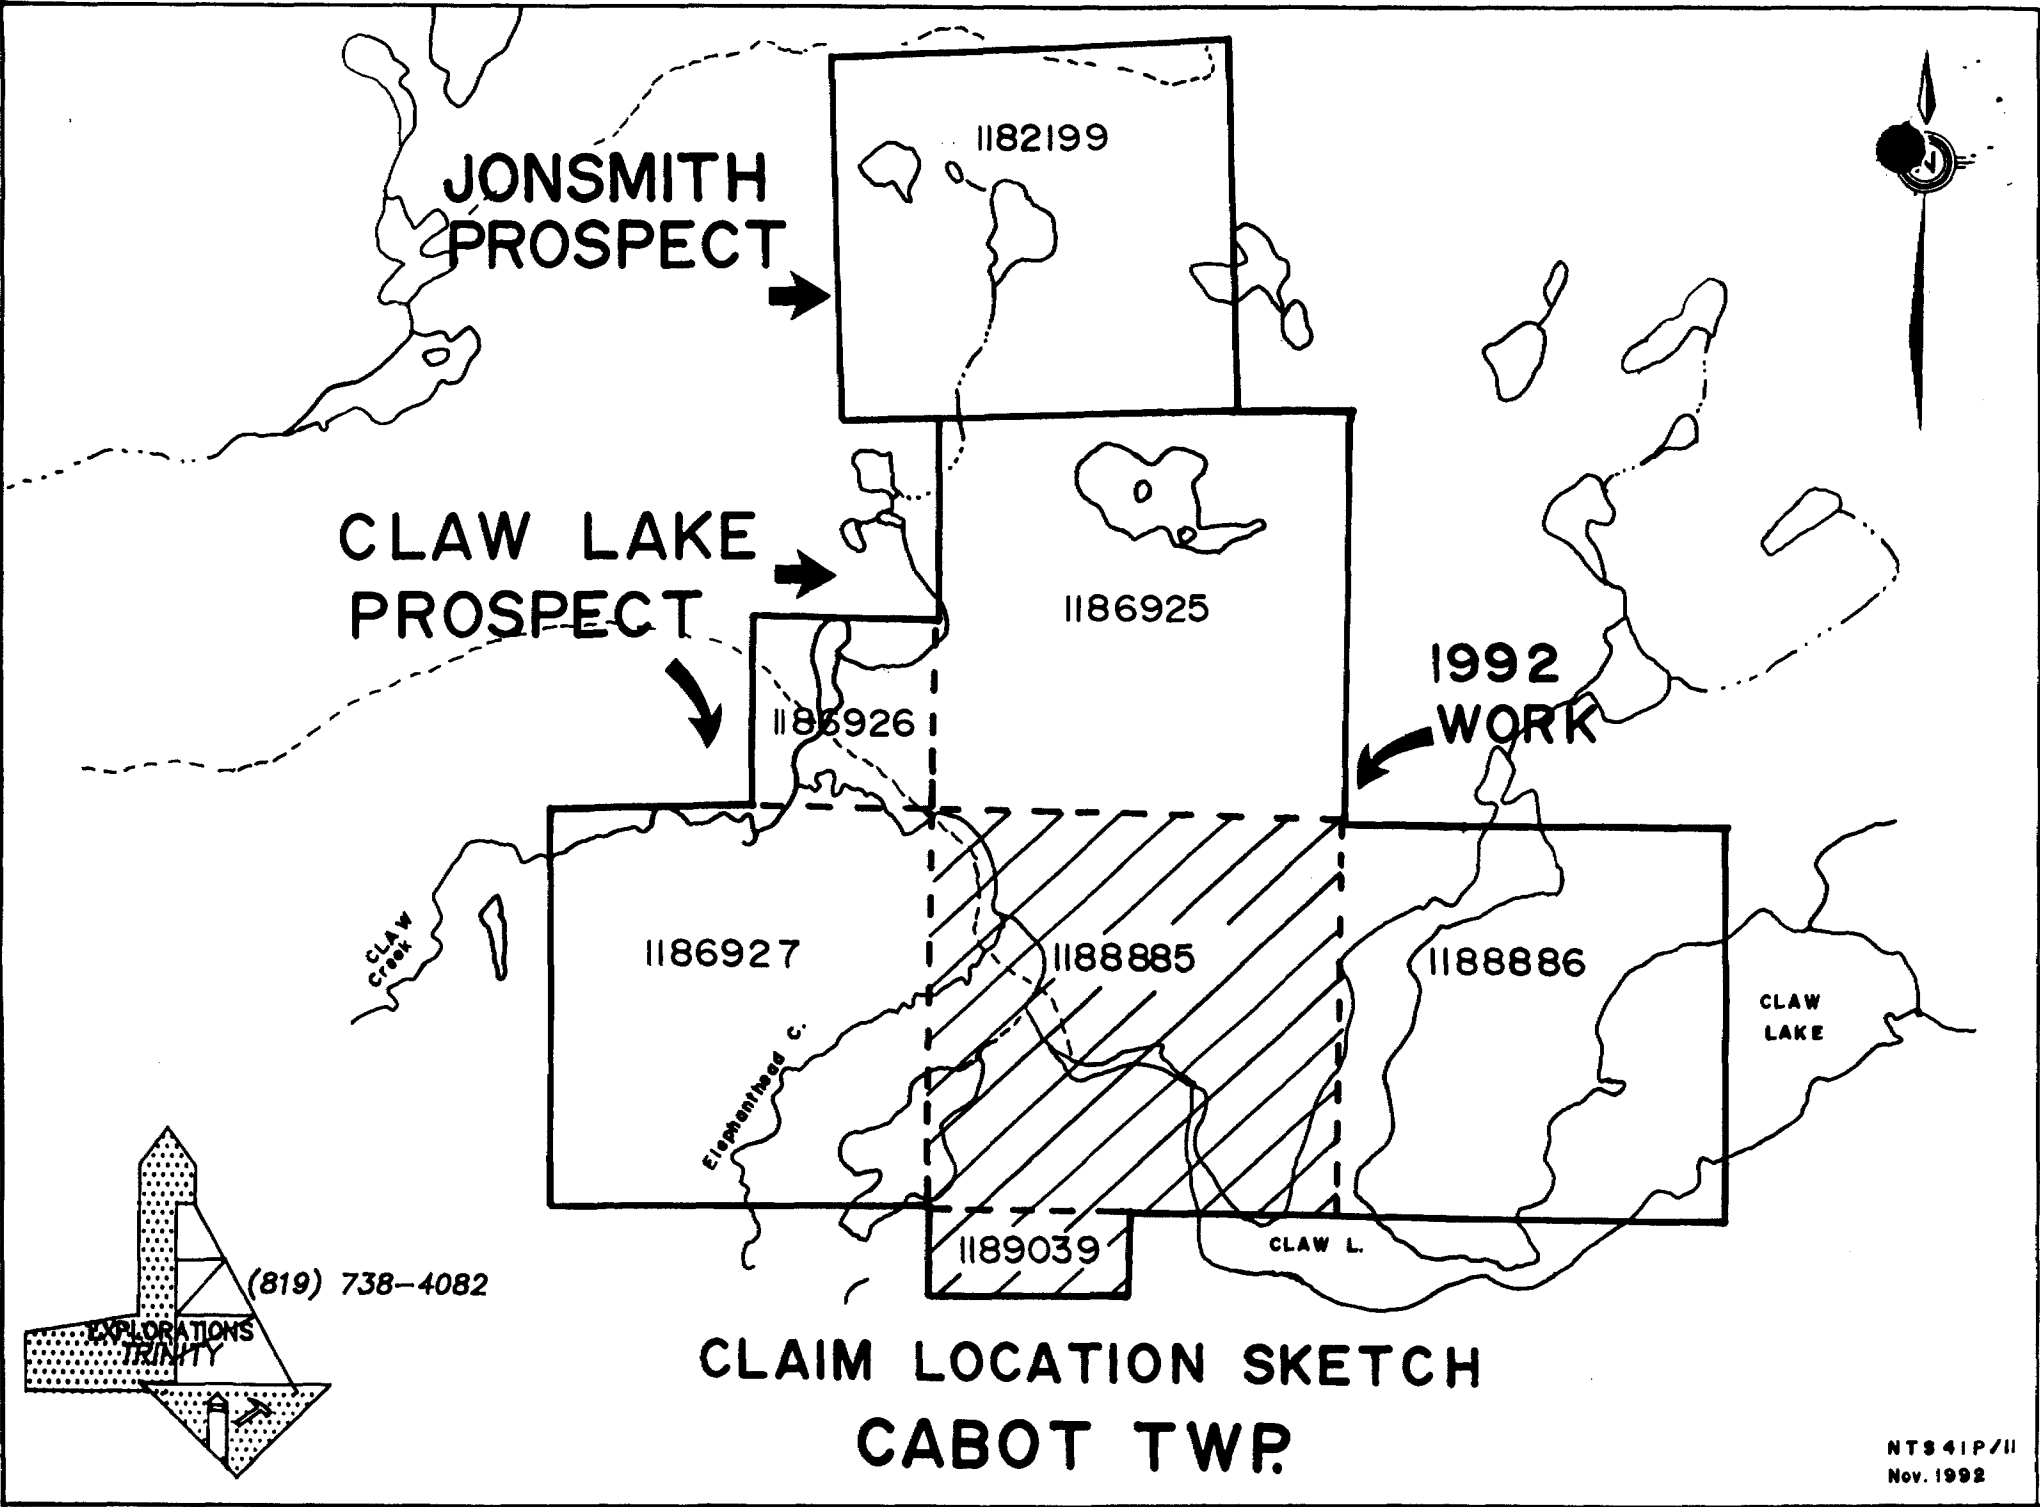 1182199
JONSMITH
PROSPECT
CLAW LAKE
PROSPECT
1186925
1992
WORK
1186926
1186927
1188885
1188886
CLAW
Creek
CLAW
LAKE
Elephanthead C.
1189039
CLAW L.
(819) 738-4082
EXPLORATIONS
TRINITY
CLAIM LOCATION SKETCH
CABOT TWP.
NTS 41P/11
Nov. 1992